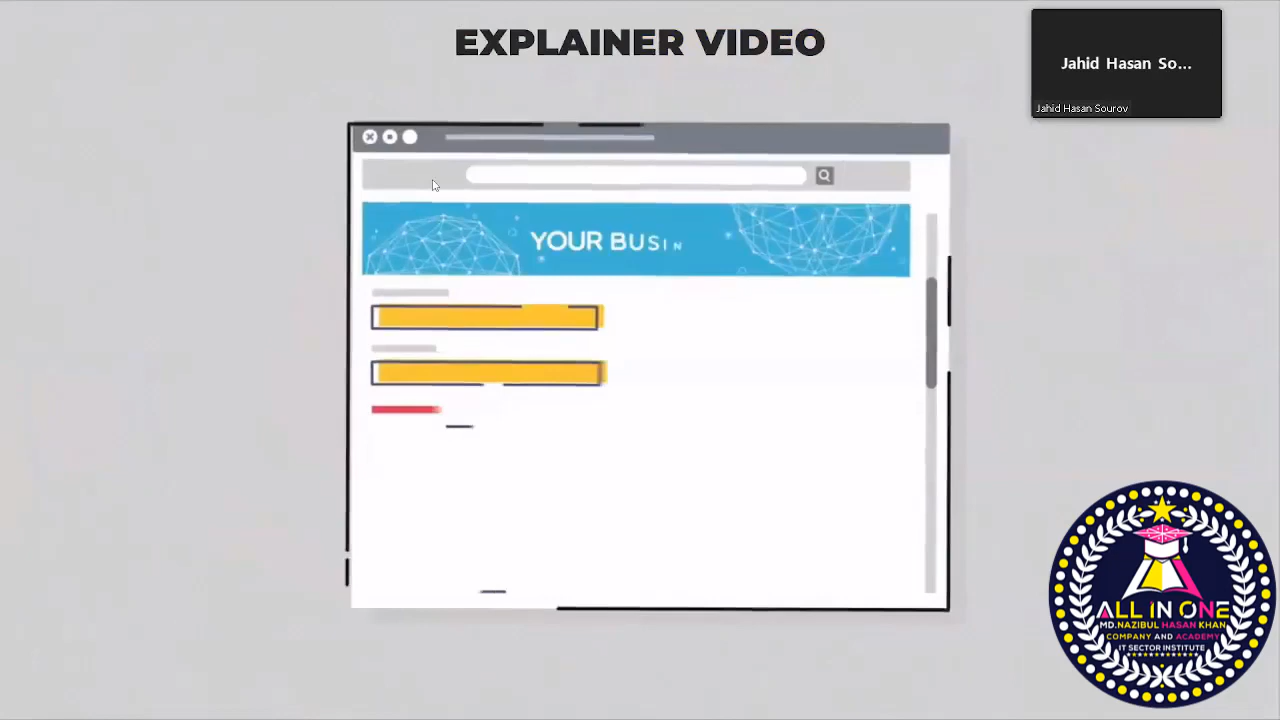 EXPLAINER VIDEO
Jahid Hasan So...
Jahid Hasan Sourov
YOUR BUSIN
ALL IN ONE
MD.NAZIBUL HASAN KHAN
COMPANY AND ACADEMY
IT SECTOR INSTITUTE